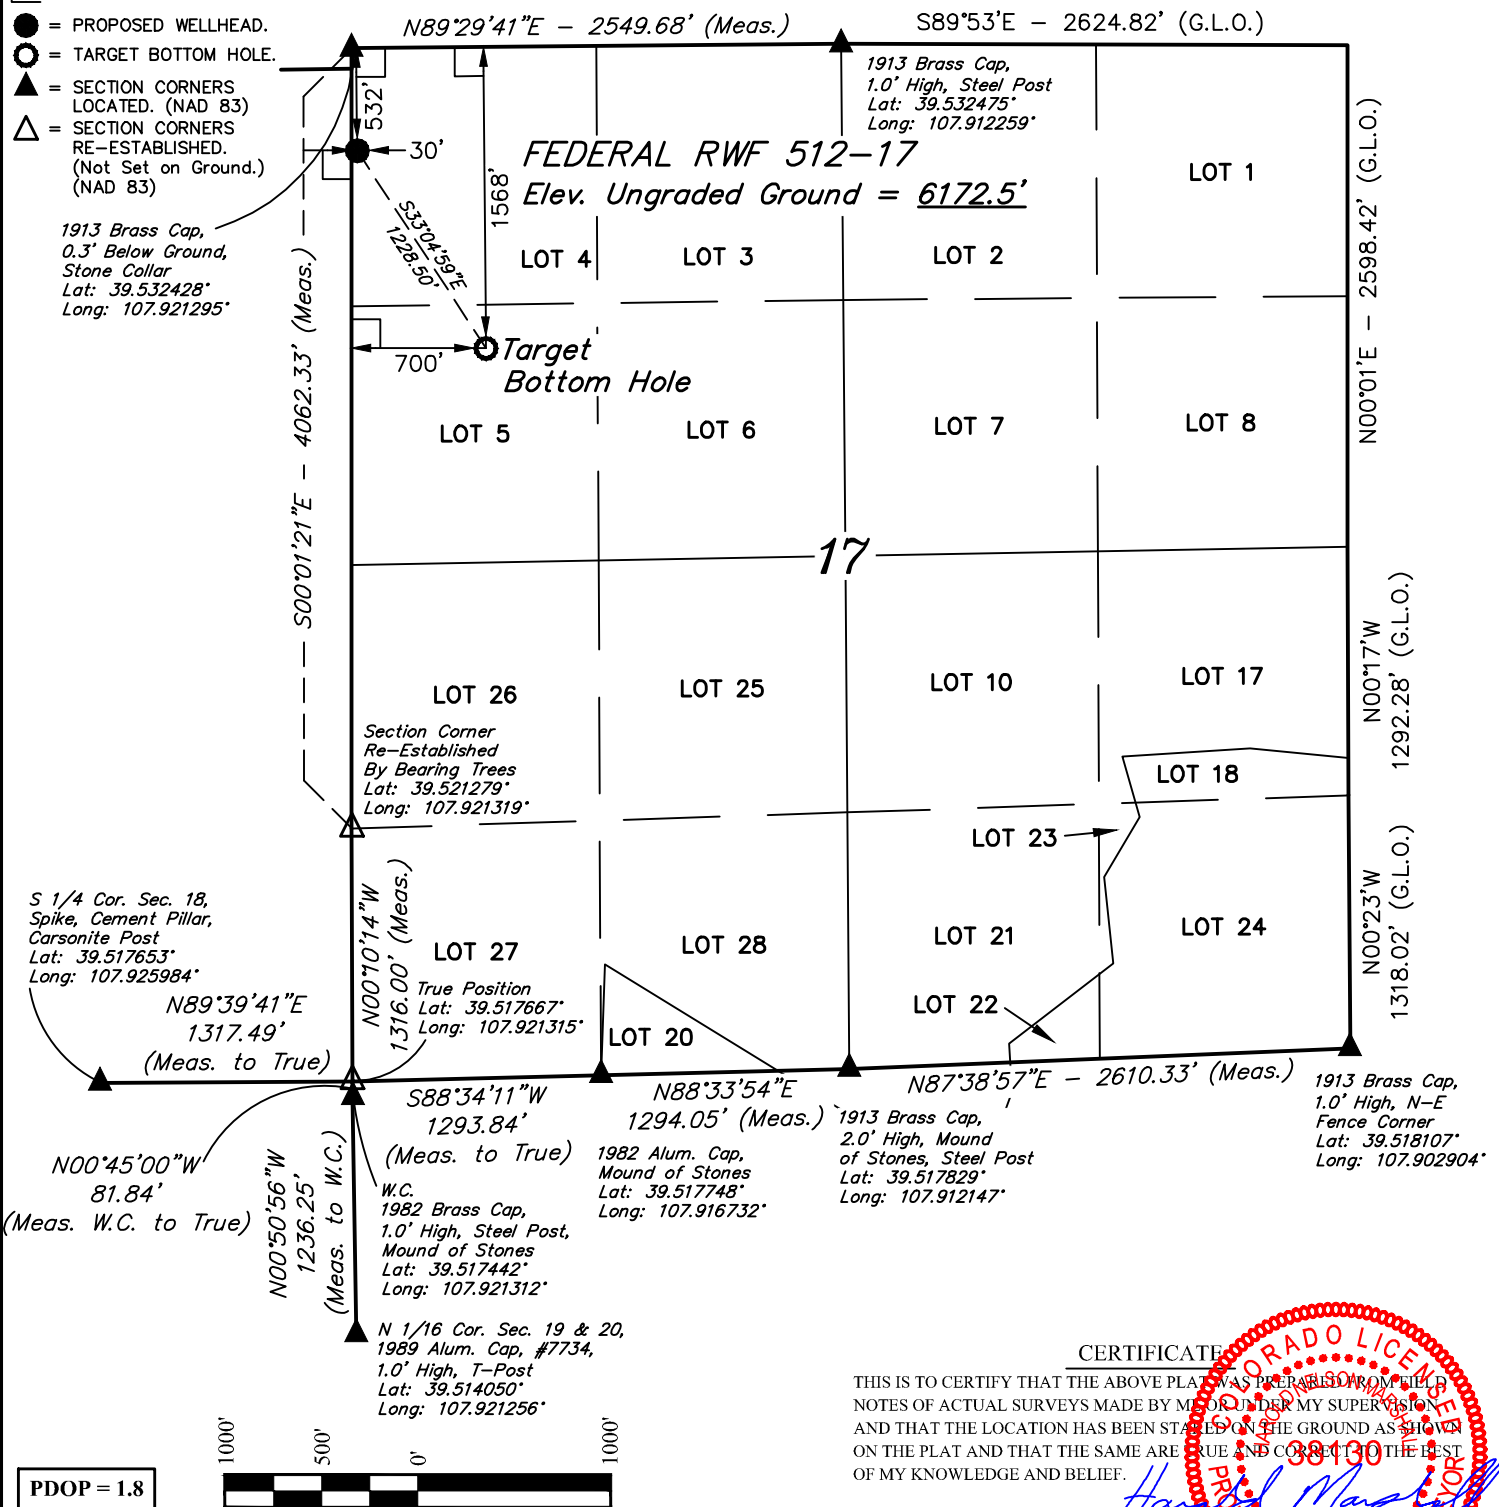 = PROPOSED WELLHEAD.
= TARGET BOTTOM HOLE.
= SECTION CORNERS
LOCATED. (NAD 83)
= SECTION CORNERS
RE-ESTABLISHED.
(Not Set on Ground.)
(NAD 83)
N89°29'41"E - 2549.68' (Meas.)
S89°53'E - 2624.82' (G.L.O.)
1913 Brass Cap,
1.0' High, Steel Post
Lat: 39.532475°
Long: 107.912259°
532'
30'
1568'
FEDERAL RWF 512-17
Elev. Ungraded Ground = 6172.5'
S33°04'59"E
1228.50'
LOT 1
LOT 4
LOT 3
LOT 2
N00°01'E - 2598.42' (G.L.O.)
1913 Brass Cap,
0.3' Below Ground,
Stone Collar
Lat: 39.532428°
Long: 107.921295°
700'
Target
Bottom Hole
S00°01'21"E - 4062.33' (Meas.)
LOT 5
LOT 6
LOT 7
LOT 8
17
LOT 26
LOT 25
LOT 10
LOT 17
N00°17'W
1292.28' (G.L.O.)
Section Corner
Re-Established
By Bearing Trees
Lat: 39.521279°
Long: 107.921319°
LOT 18
LOT 23
S 1/4 Cor. Sec. 18,
Spike, Cement Pillar,
Carsonite Post
Lat: 39.517653°
Long: 107.925984°
N00°10'14"W
1316.00' (Meas.)
LOT 27
LOT 28
LOT 21
LOT 24
N00°23'W
1318.02' (G.L.O.)
True Position
Lat: 39.517667°
Long: 107.921315°
N89°39'41"E
1317.49'
(Meas. to True)
LOT 20
LOT 22
S88°34'11"W
1293.84'
(Meas. to True)
N88°33'54"E
1294.05' (Meas.)
N87°38'57"E - 2610.33' (Meas.)
1913 Brass Cap,
1.0' High, N-E
Fence Corner
Lat: 39.518107°
Long: 107.902904°
1913 Brass Cap,
2.0' High, Mound
of Stones, Steel Post
Lat: 39.517829°
Long: 107.912147°
1982 Alum. Cap,
Mound of Stones
Lat: 39.517748°
Long: 107.916732°
N00°45'00"W
81.84'
(Meas. W.C. to True)
N00°50'56"W
1236.25'
(Meas. to W.C.)
W.C.
1982 Brass Cap,
1.0' High, Steel Post,
Mound of Stones
Lat: 39.517442°
Long: 107.921312°
N 1/16 Cor. Sec. 19 & 20,
1989 Alum. Cap, #7734,
1.0' High, T-Post
Lat: 39.514050°
Long: 107.921256°
CERTIFICATE
THIS IS TO CERTIFY THAT THE ABOVE PLAT WAS PREPARED FROM FIELD
NOTES OF ACTUAL SURVEYS MADE BY ME OR UNDER MY SUPERVISION
AND THAT THE LOCATION HAS BEEN STAKED ON THE GROUND AS SHOWN
ON THE PLAT AND THAT THE SAME ARE TRUE AND CORRECT TO THE BEST
OF MY KNOWLEDGE AND BELIEF.
COLORADO LICENSED
HAROLD NELSON MARSHALL
38130
Harold Marshall
1000'
500'
0'
1000'
PDOP = 1.8